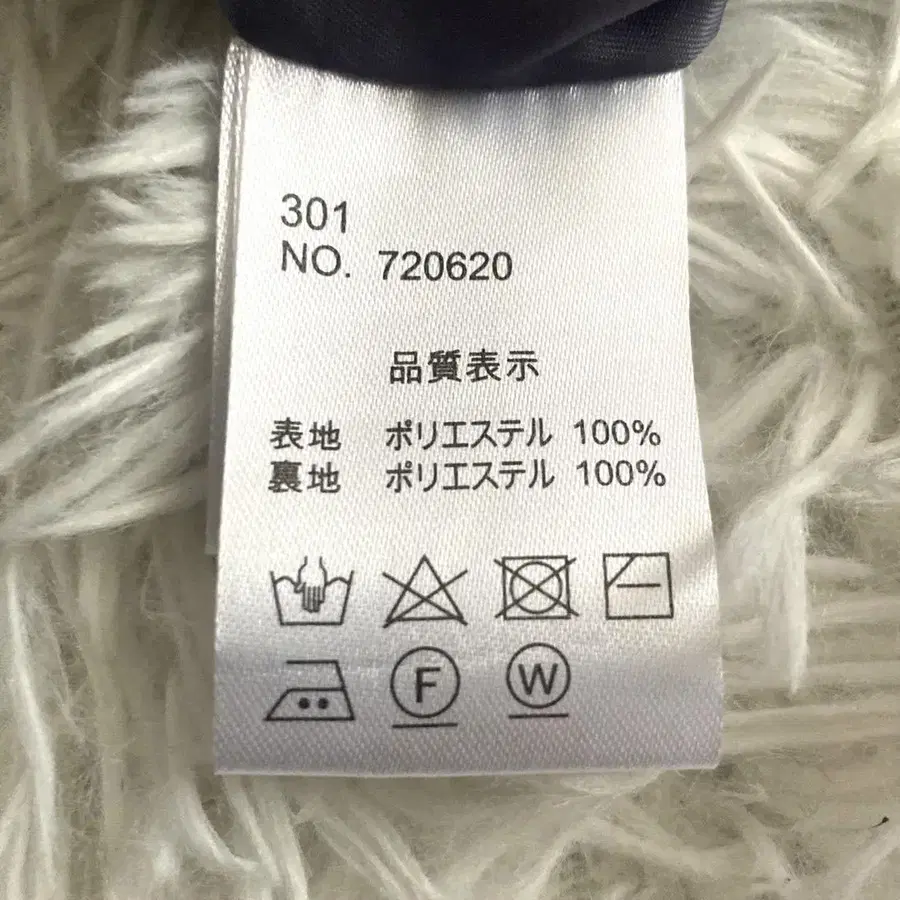 301
NO. 720620
品質表示
表地 ポリエステル 100%
裏地 ポリエステル 100%
F W